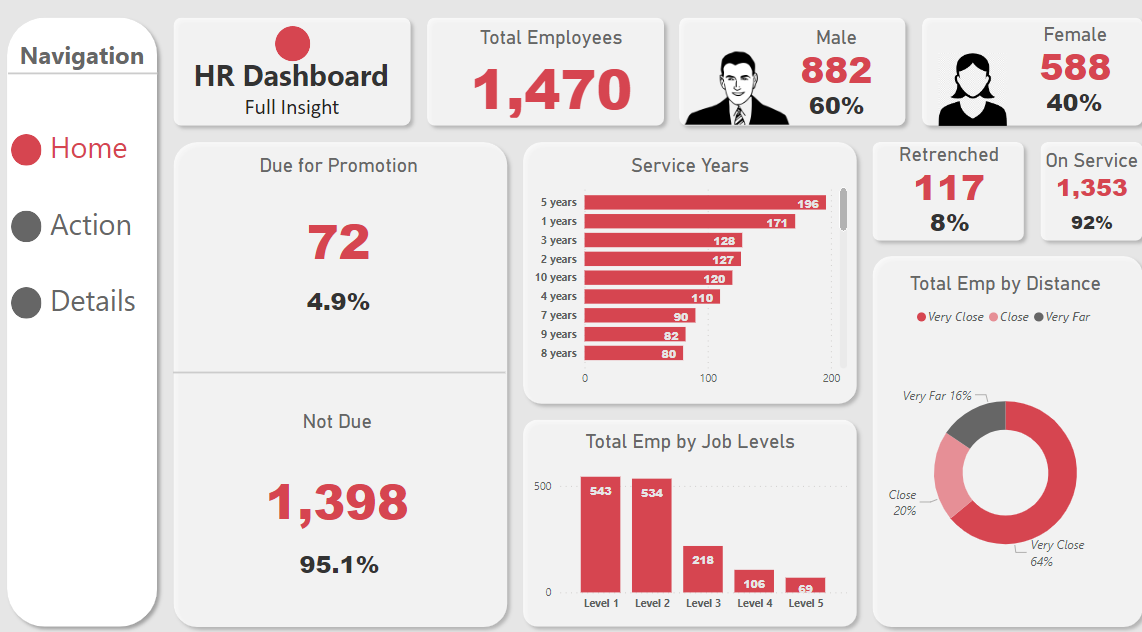 Navigation
Home
Action
Details
HR Dashboard
Full Insight
Total Employees
1,470
Male
882
60%
Female
588
40%
Due for Promotion
72
4.9%
Not Due
1,398
95.1%
Service Years
5 years 196
1 years 171
3 years 128
2 years 127
10 years 120
4 years 110
7 years 90
9 years 82
8 years 80
0 100 200
Total Emp by Job Levels
500
0
543 534 218 106 69
Level 1 Level 2 Level 3 Level 4 Level 5
Retrenched
117
8%
On Service
1,353
92%
Total Emp by Distance
Very Close Close Very Far
Very Far 16%
Close
20%
Very Close
64%